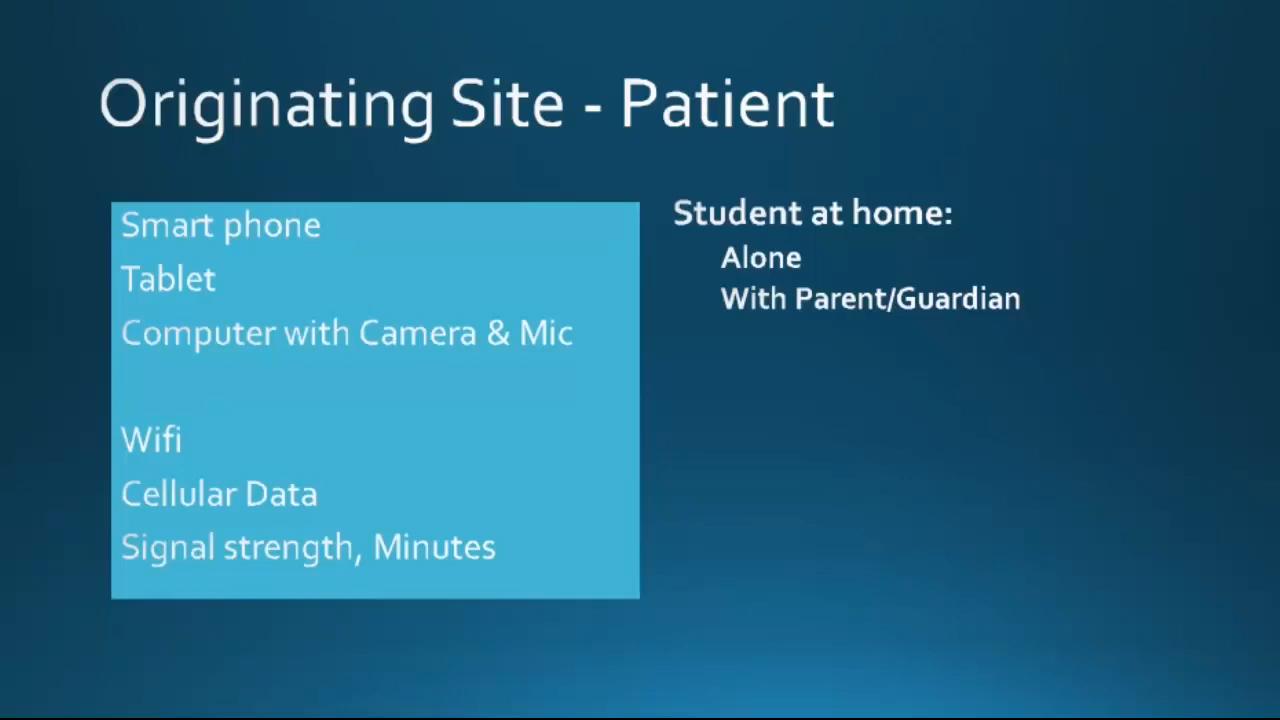 Originating Site - Patient
Smart phone
Tablet
Computer with Camera & Mic
Wifi
Cellular Data
Signal strength, Minutes
Student at home:
Alone
With Parent/Guardian